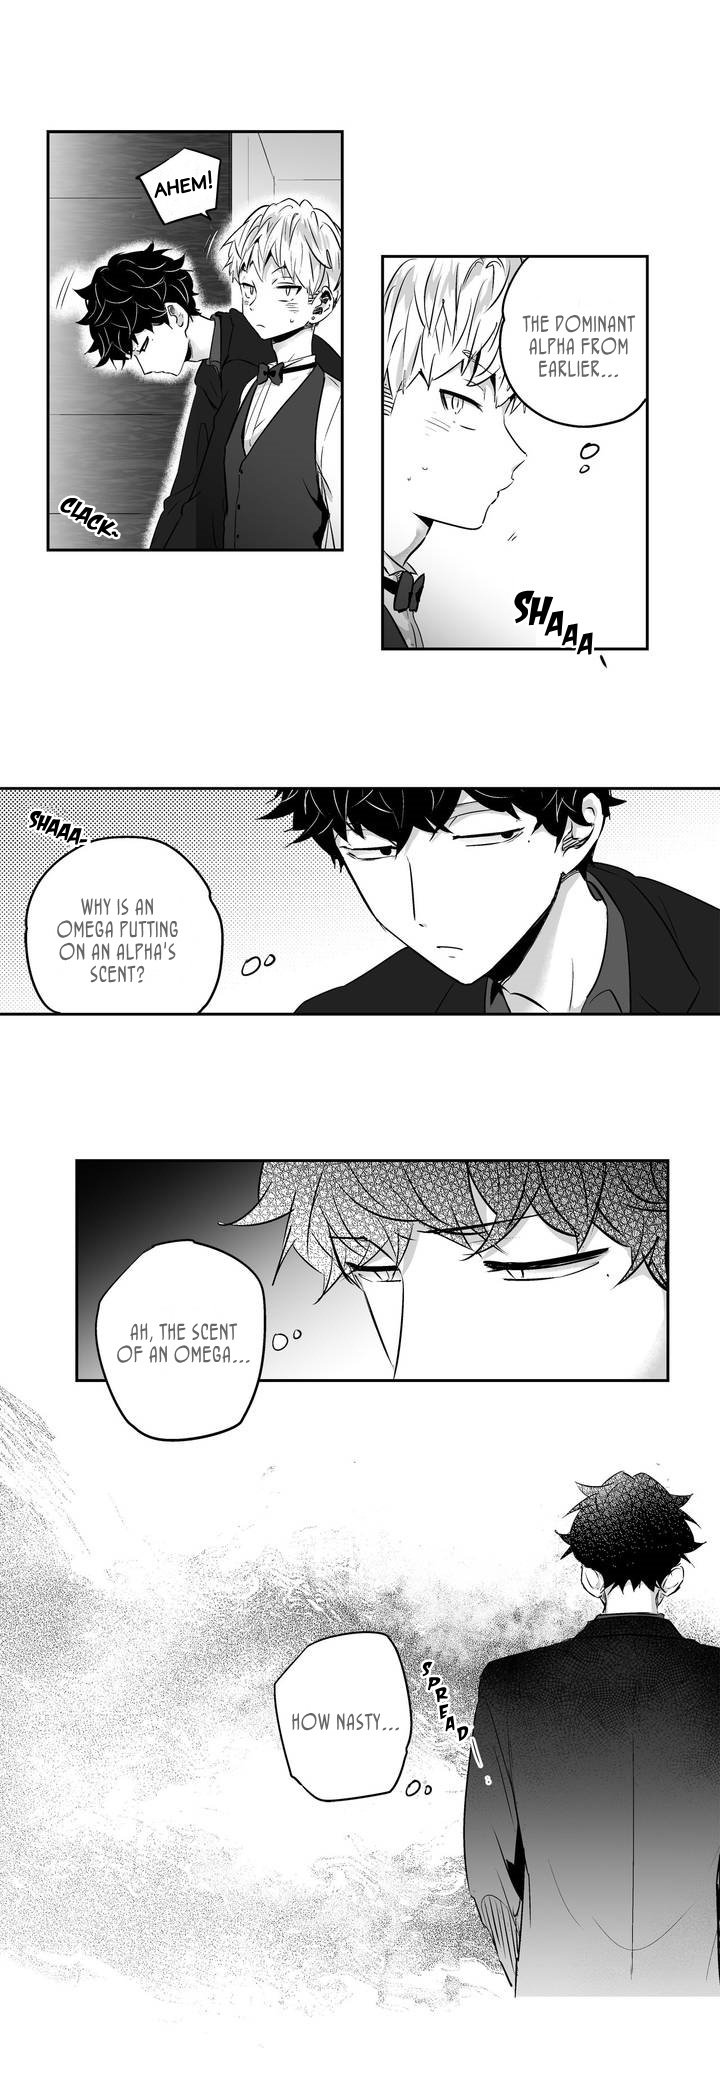 AHEM!
CLACK-
THE DOMINANT
ALPHA FROM
EARLIER...
SHAAA
SHAAA-
WHY IS AN
OMEGA PUTTING
ON AN ALPHA'S
SCENT?
AH, THE SCENT
OF AN OMEGA...
SPREAD
HOW NASTY...